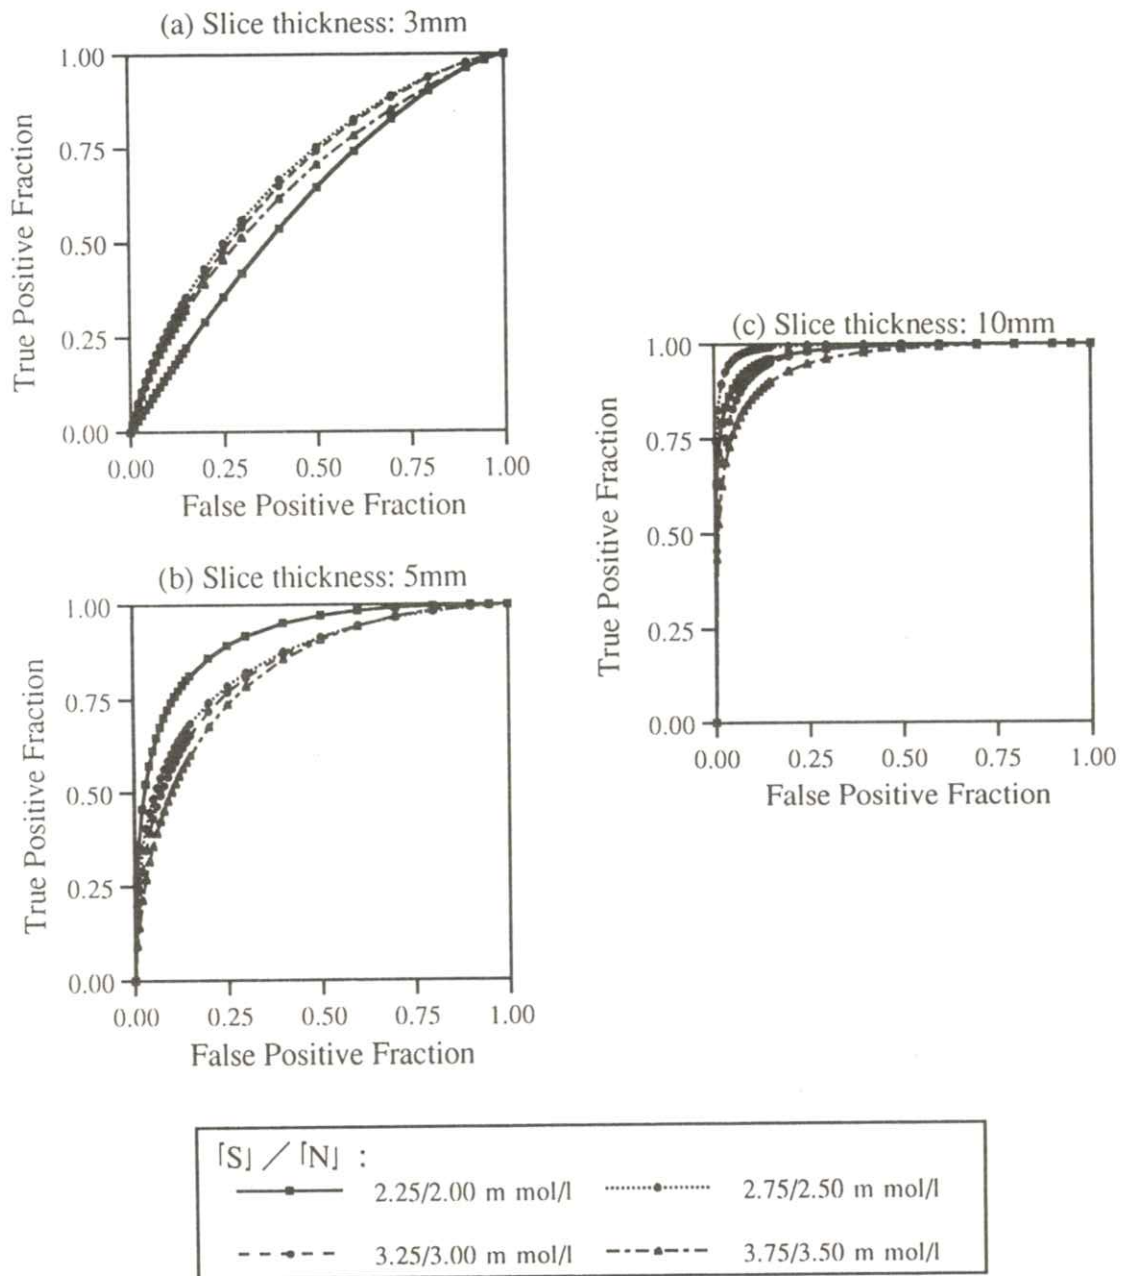 (a) Slice thickness: 3mm
1.00
0.75
0.50
0.25
0.00
True Positive Fraction
0.00 0.25 0.50 0.75 1.00
False Positive Fraction
(b) Slice thickness: 5mm
1.00
0.75
0.50
0.25
0.00
True Positive Fraction
0.00 0.25 0.50 0.75 1.00
False Positive Fraction
(c) Slice thickness: 10mm
1.00
0.75
0.50
0.25
0.00
True Positive Fraction
0.00 0.25 0.50 0.75 1.00
False Positive Fraction
「S」/「N」 :
2.25/2.00 m mol/l 2.75/2.50 m mol/l
3.25/3.00 m mol/l 3.75/3.50 m mol/l